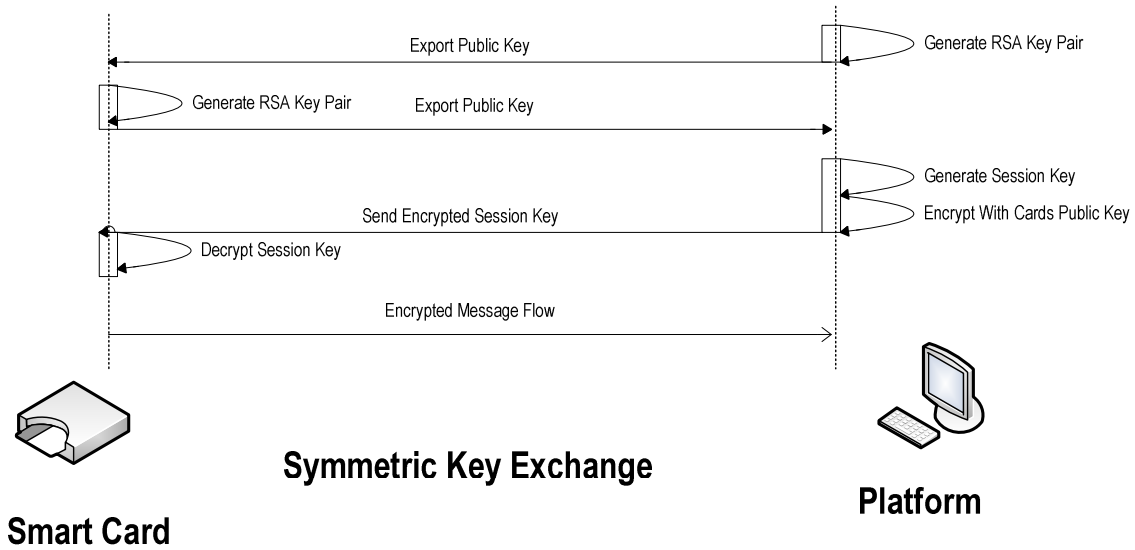 Export Public Key
Generate RSA Key Pair
Generate RSA Key Pair
Export Public Key
Generate Session Key
Send Encrypted Session Key
Encrypt With Cards Public Key
Decrypt Session Key
Encrypted Message Flow
Symmetric Key Exchange
Platform
Smart Card